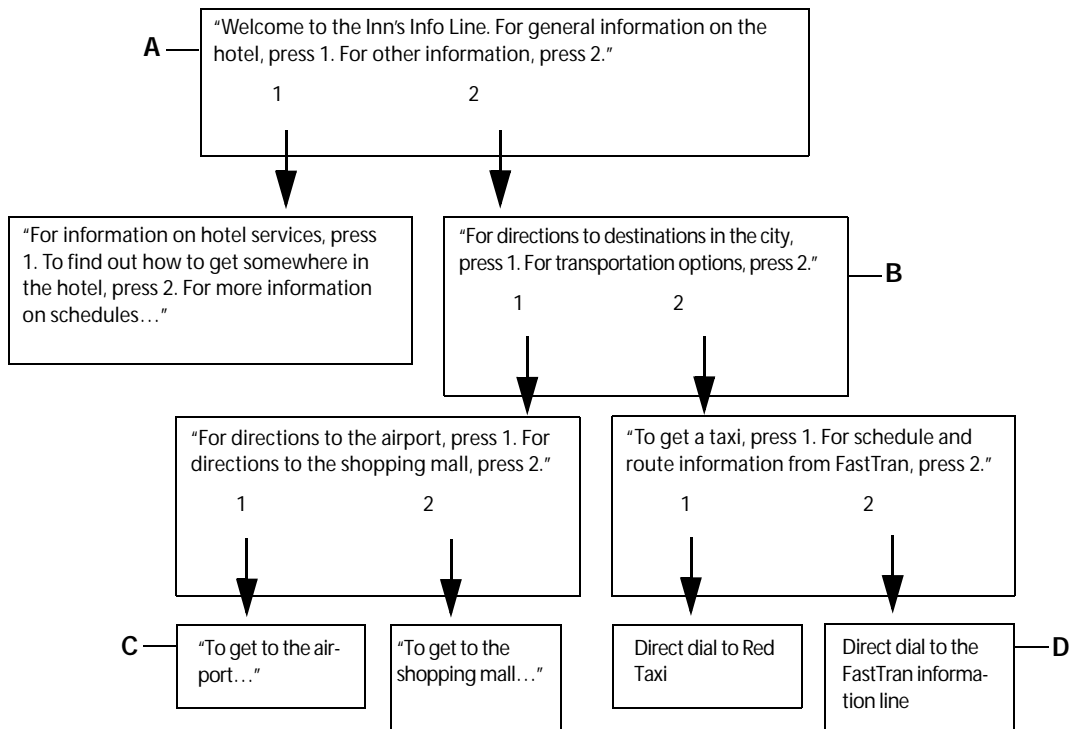 A
“Welcome to the Inn’s Info Line. For general information on the
hotel, press 1. For other information, press 2.”
1 2
“For information on hotel services, press
1. To find out how to get somewhere in
the hotel, press 2. For more information
on schedules…”
“For directions to destinations in the city,
press 1. For transportation options, press 2.”
B
1 2
“For directions to the airport, press 1. For
directions to the shopping mall, press 2.”
1 2
“To get a taxi, press 1. For schedule and
route information from FastTran, press 2.”
1 2
C
“To get to the air-
port…”
“To get to the
shopping mall…”
Direct dial to Red
Taxi
Direct dial to the
FastTran informa-
tion line
D